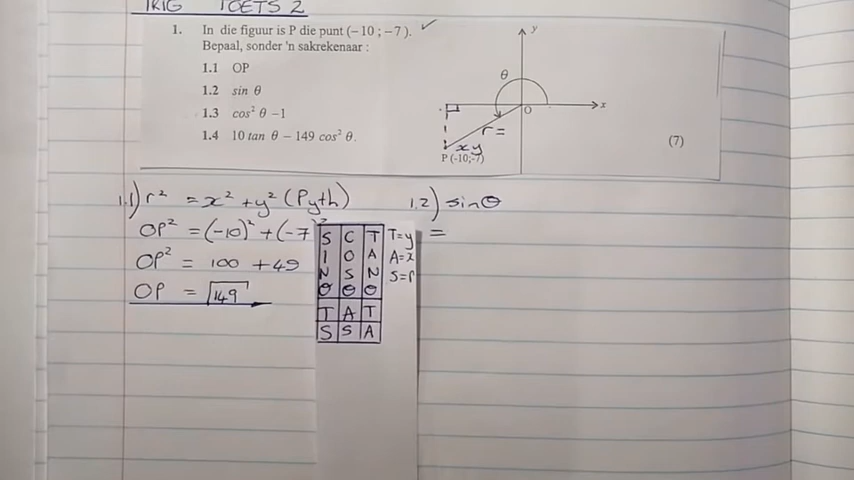 TRIG TOETS 2
1. In die figuur is P die punt (−10 ; −7).
Bepaal, sonder 'n sakrekenaar :
1.1 OP
1.2 sin θ
1.3 cos² θ −1
1.4 10 tan θ − 149 cos² θ.
(7)
y
θ
O
x
r =
x y
P (-10;-7)
1.1) r² = x² + y² (Pyth)
OP² = (-10)² + (-7)²
OP² = 100 + 49
OP = √149
S C T
I O A
N S N
θ θ θ
T A T
S S A
T=y
A=x
S=r
1.2) sin θ
=